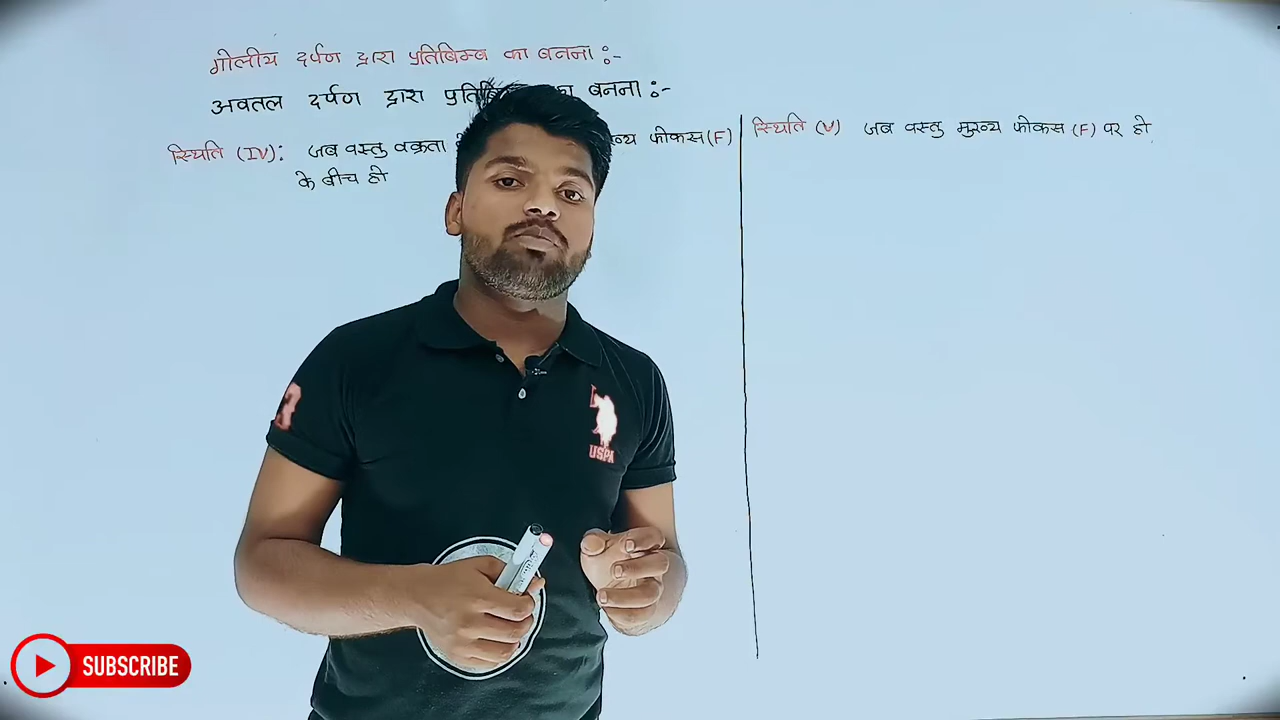 गोलीय दर्पण द्वारा प्रतिबिम्ब का बनना :-
अवतल दर्पण द्वारा का बनना :-
स्थिति (IV): जब वस्तु वक्रता फोकस (F)
के बीच हो
स्थिति (V) जब वस्तु मुख्य फोकस (F) पर हो
USPA
SUBSCRIBE